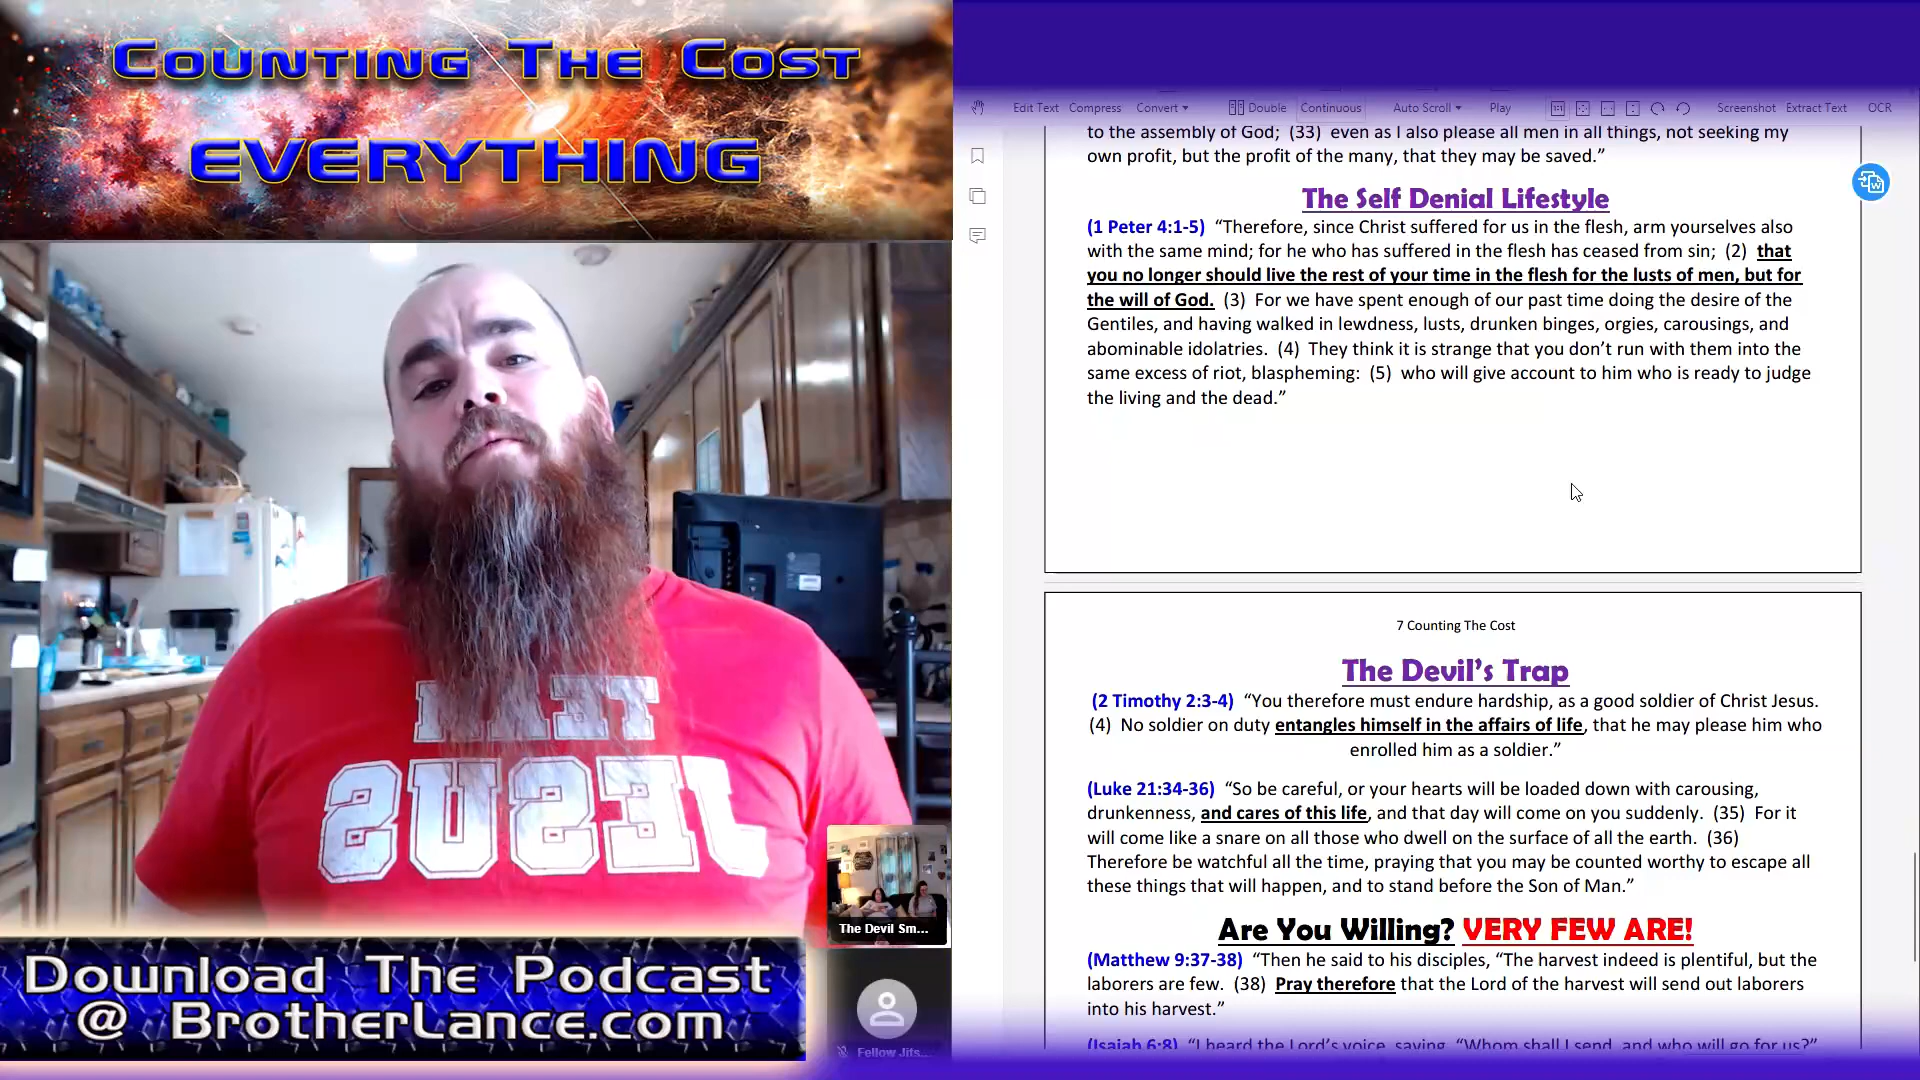 COUNTING THE COST
EVERYTHING
TEAM
JESUS
The Devil Sm...
Fellow Jits...
Download The Podcast
@ BrotherLance.com
Edit Text Compress Convert Double Continuous Auto Scroll Play Screenshot Extract Text OCR
to the assembly of God; (33) even as I also please all men in all things, not seeking my
own profit, but the profit of the many, that they may be saved.”
The Self Denial Lifestyle
(1 Peter 4:1-5) “Therefore, since Christ suffered for us in the flesh, arm yourselves also
with the same mind; for he who has suffered in the flesh has ceased from sin; (2) that
you no longer should live the rest of your time in the flesh for the lusts of men, but for
the will of God. (3) For we have spent enough of our past time doing the desire of the
Gentiles, and having walked in lewdness, lusts, drunken binges, orgies, carousings, and
abominable idolatries. (4) They think it is strange that you don’t run with them into the
same excess of riot, blaspheming: (5) who will give account to him who is ready to judge
the living and the dead.”
7 Counting The Cost
The Devil’s Trap
(2 Timothy 2:3-4) “You therefore must endure hardship, as a good soldier of Christ Jesus.
(4) No soldier on duty entangles himself in the affairs of life, that he may please him who
enrolled him as a soldier.”
(Luke 21:34-36) “So be careful, or your hearts will be loaded down with carousing,
drunkenness, and cares of this life, and that day will come on you suddenly. (35) For it
will come like a snare on all those who dwell on the surface of all the earth. (36)
Therefore be watchful all the time, praying that you may be counted worthy to escape all
these things that will happen, and to stand before the Son of Man.”
Are You Willing? VERY FEW ARE!
(Matthew 9:37-38) “Then he said to his disciples, “The harvest indeed is plentiful, but the
laborers are few. (38) Pray therefore that the Lord of the harvest will send out laborers
into his harvest.”
(Isaiah 6:8) “I heard the Lord’s voice, saying, “Whom shall I send, and who will go for us?”